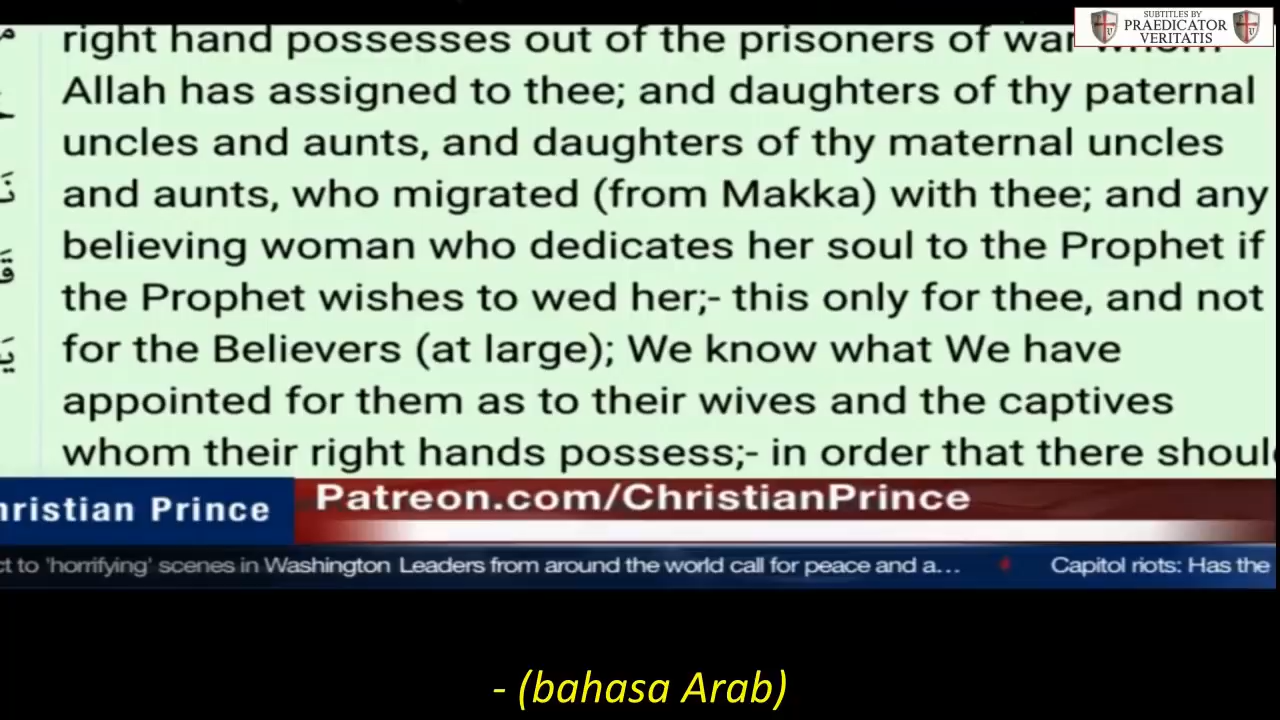 SUBTITLES BY
PRAEDICATOR
VERITATIS
right hand possesses out of the prisoners of war whom
Allah has assigned to thee; and daughters of thy paternal
uncles and aunts, and daughters of thy maternal uncles
and aunts, who migrated (from Makka) with thee; and any
believing woman who dedicates her soul to the Prophet if
the Prophet wishes to wed her;- this only for thee, and not
for the Believers (at large); We know what We have
appointed for them as to their wives and the captives
whom their right hands possess;- in order that there shoul
hristian Prince
Patreon.com/ChristianPrince
ct to 'horrifying' scenes in Washington Leaders from around the world call for peace and a... Capitol riots: Has the
- (bahasa Arab)